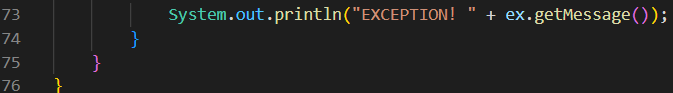 73 System.out.println("EXCEPTION! " + ex.getMessage());
74 }
75 }
76 }